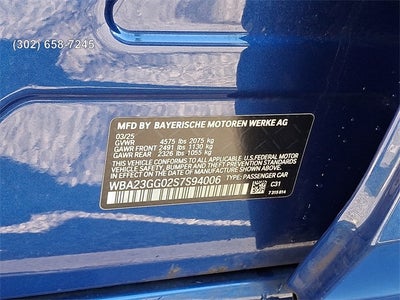 (302) 658-7245
MFD BY BAYERISCHE MOTOREN WERKE AG
03/25
GVWR 4575 lbs 2075 kg
GAWR FRONT 2491 lbs 1130 kg
GAWR REAR 2326 lbs 1055 kg
THIS VEHICLE CONFORMS TO ALL APPLICABLE U.S. FEDERAL MOTOR
VEHICLE SAFETY, BUMPER AND THEFT PREVENTION
STANDARDS IN EFFECT ON THE DATE OF MANUFACTURE SHOWN ABOVE.
WBA23GG02S7S94006 TYPE: PASSENGER CAR
C31